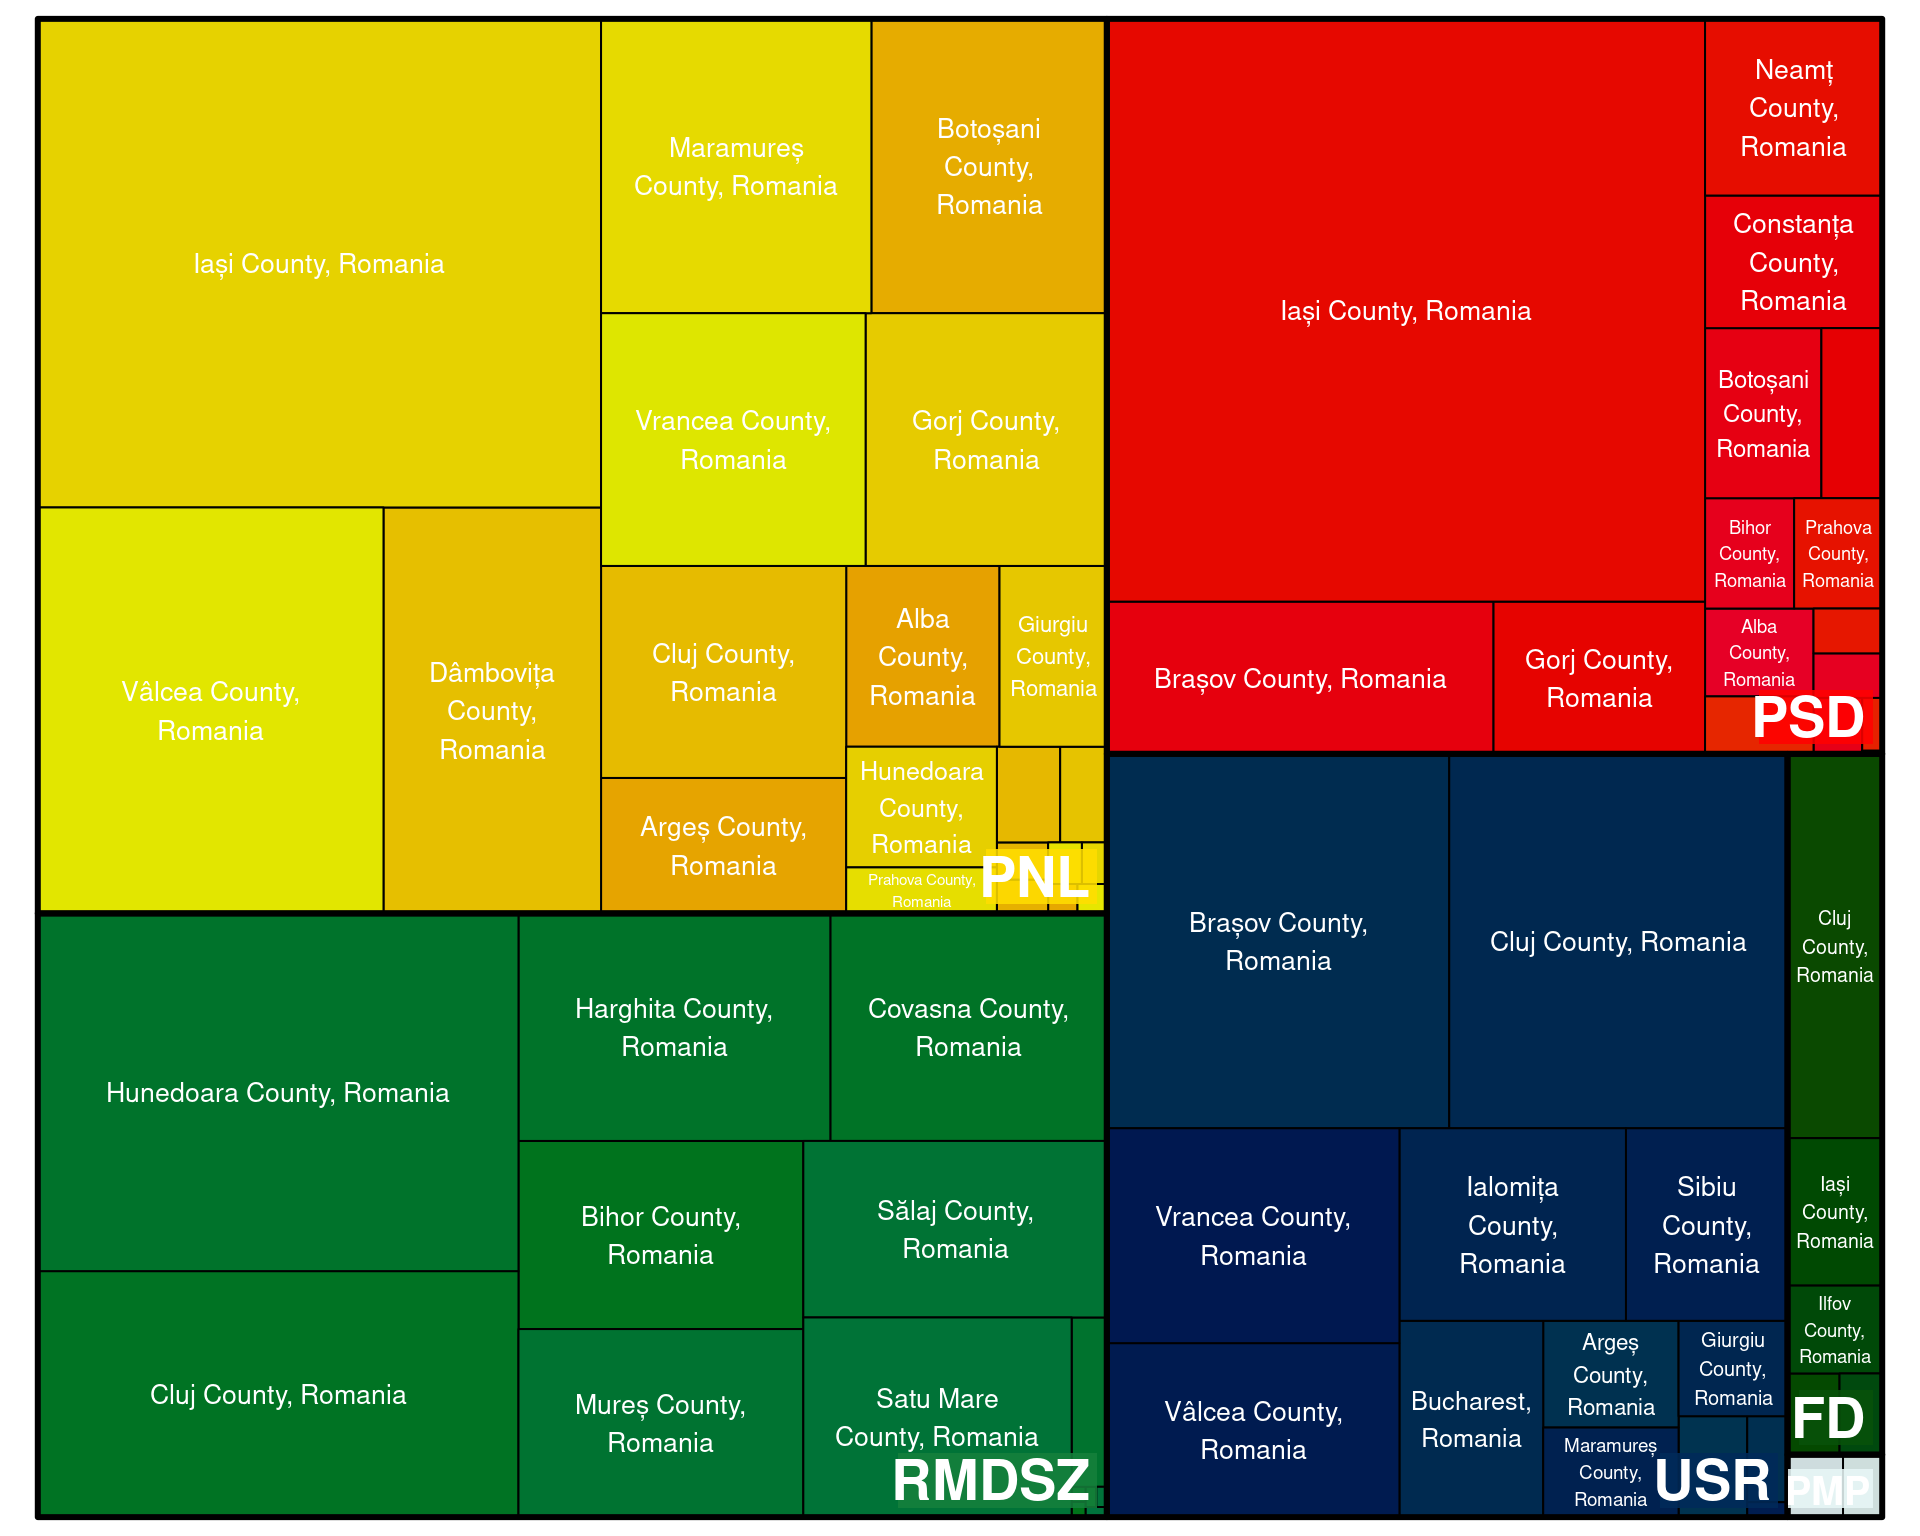 Iași County, Romania
Maramureș
County, Romania
Botoșani
County,
Romania
Vrancea County,
Romania
Gorj County,
Romania
Vâlcea County,
Romania
Dâmbovița
County,
Romania
Cluj County,
Romania
Alba
County,
Romania
Giurgiu
County,
Romania
Argeș County,
Romania
Hunedoara
County,
Romania
Prahova County,
Romania
PNL
Iași County, Romania
Neamț
County,
Romania
Constanța
County,
Romania
Botoșani
County,
Romania
Bihor
County,
Romania
Prahova
County,
Romania
Brașov County, Romania
Gorj County,
Romania
Alba
County,
Romania
PSD
Hunedoara County, Romania
Harghita County,
Romania
Covasna County,
Romania
Bihor County,
Romania
Sălaj County,
Romania
Cluj County, Romania
Mureș County,
Romania
Satu Mare
County, Romania
RMDSZ
Brașov County,
Romania
Cluj County, Romania
Vrancea County,
Romania
Ialomița
County,
Romania
Sibiu
County,
Romania
Vâlcea County,
Romania
Bucharest,
Romania
Argeș
County,
Romania
Giurgiu
County,
Romania
Maramureș
County,
Romania
USR
Cluj
County,
Romania
Iași
County,
Romania
Ilfov
County,
Romania
FD
PMP